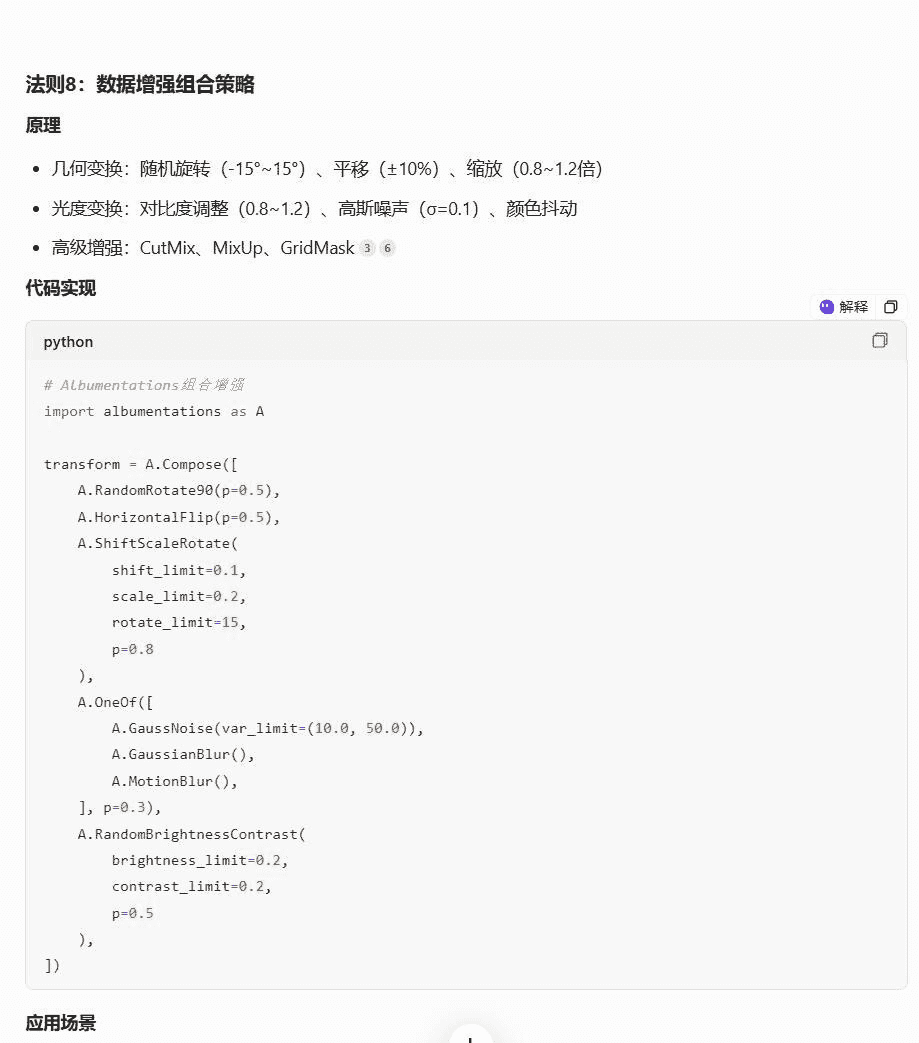 法则8：数据增强组合策略
原理
• 几何变换：随机旋转（-15°~15°）、平移（±10%）、缩放（0.8~1.2倍）
• 光度变换：对比度调整（0.8~1.2）、高斯噪声（σ=0.1）、颜色抖动
• 高级增强：CutMix、MixUp、GridMask 3 6
代码实现
解释
python
# Albumentations组合增强
import albumentations as A
transform = A.Compose([
    A.RandomRotate90(p=0.5),
    A.HorizontalFlip(p=0.5),
    A.ShiftScaleRotate(
        shift_limit=0.1,
        scale_limit=0.2,
        rotate_limit=15,
        p=0.8
    ),
    A.OneOf([
        A.GaussNoise(var_limit=(10.0, 50.0)),
        A.GaussianBlur(),
        A.MotionBlur(),
    ], p=0.3),
    A.RandomBrightnessContrast(
        brightness_limit=0.2,
        contrast_limit=0.2,
        p=0.5
    ),
])
应用场景